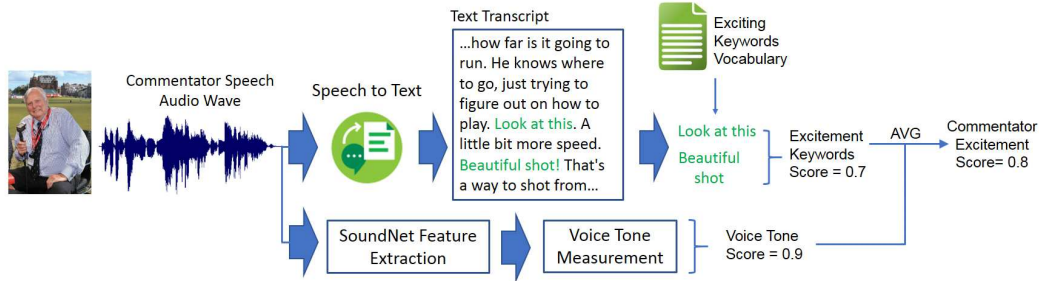 Commentator Speech
Audio Wave
Speech to Text
Text Transcript
...how far is it going to
run. He knows where
to go, just trying to
figure out on how to
play. Look at this. A
little bit more speed.
Beautiful shot! That's
a way to shot from...
Exciting
Keywords
Vocabulary
Look at this
Beautiful
shot
Excitement
Keywords
Score = 0.7
AVG
Commentator
Excitement
Score= 0.8
SoundNet Feature
Extraction
Voice Tone
Measurement
Voice Tone
Score = 0.9